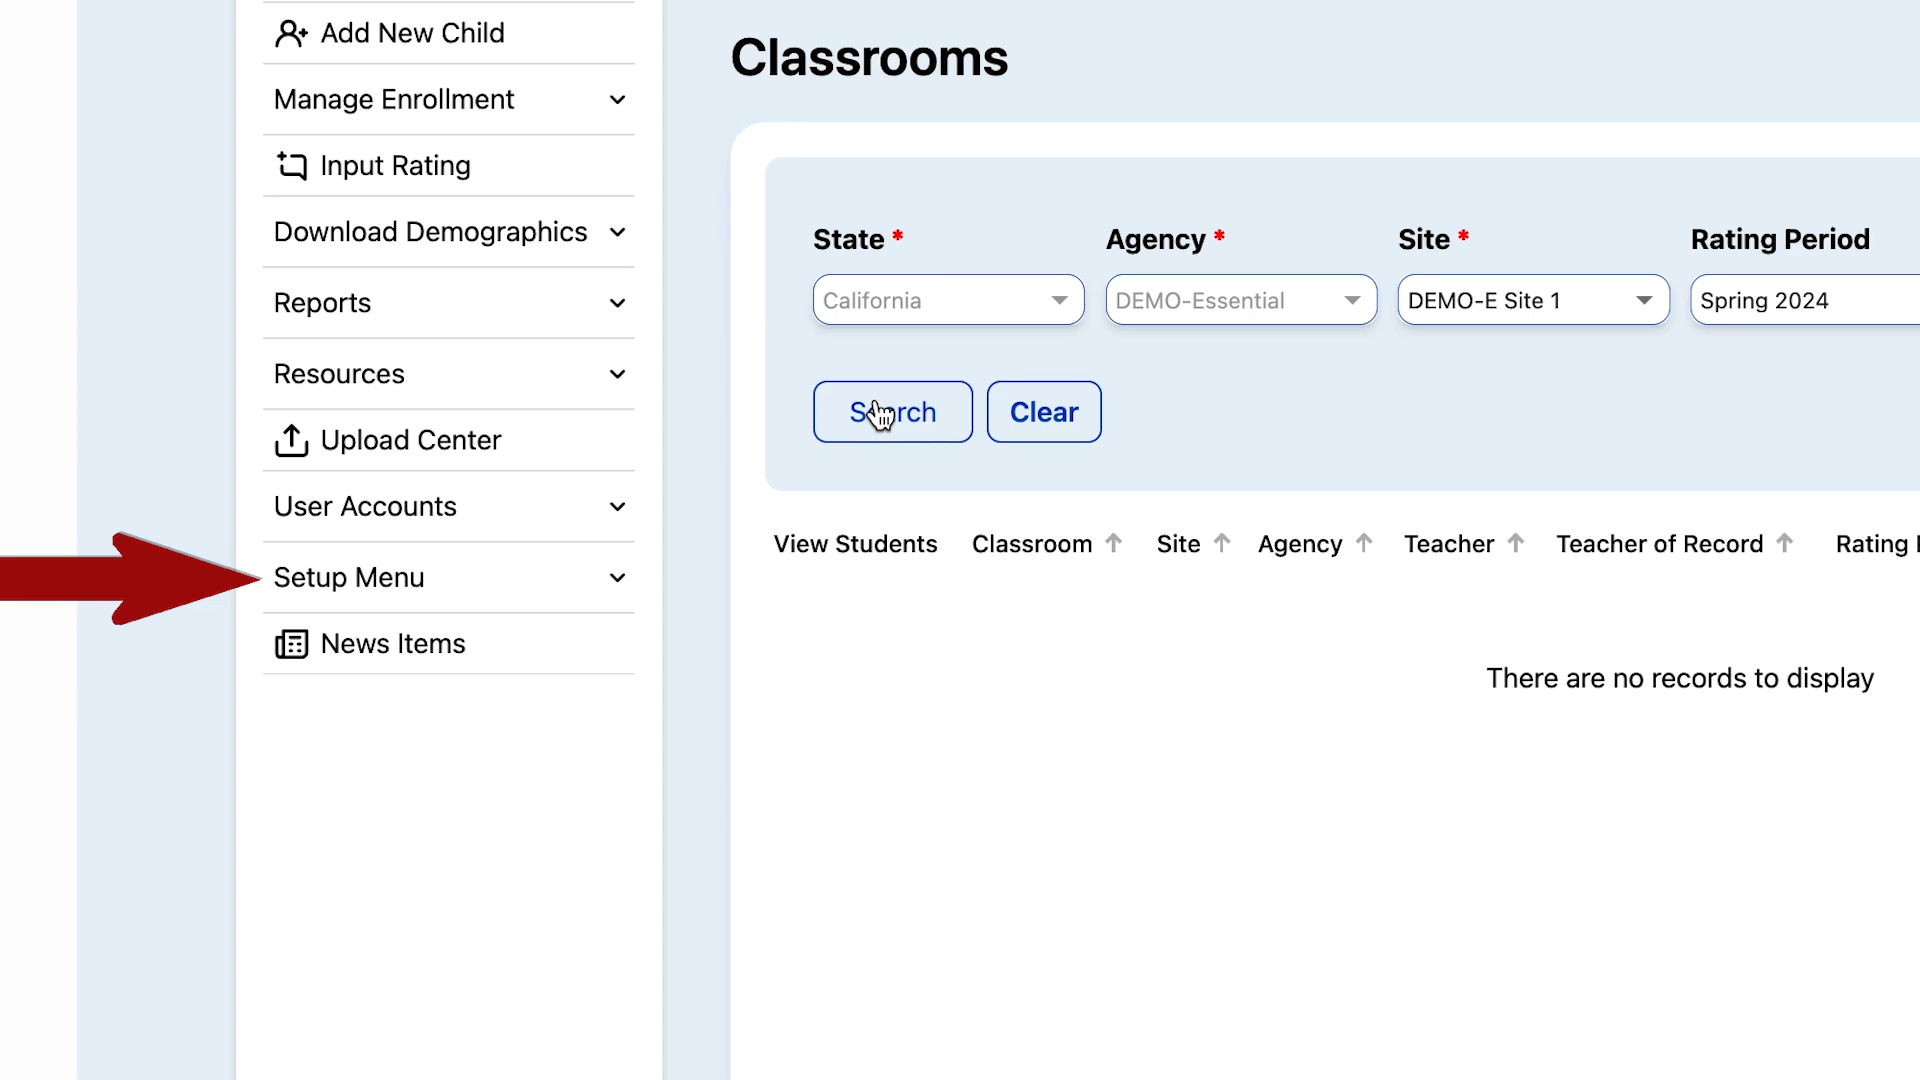 Add New Child
Manage Enrollment
Input Rating
Download Demographics
Reports
Resources
Upload Center
User Accounts
Setup Menu
News Items
Classrooms
State * Agency * Site * Rating Period
California DEMO-Essential DEMO-E Site 1 Spring 2024
Search Clear
View Students Classroom Site Agency Teacher Teacher of Record Rating
There are no records to display